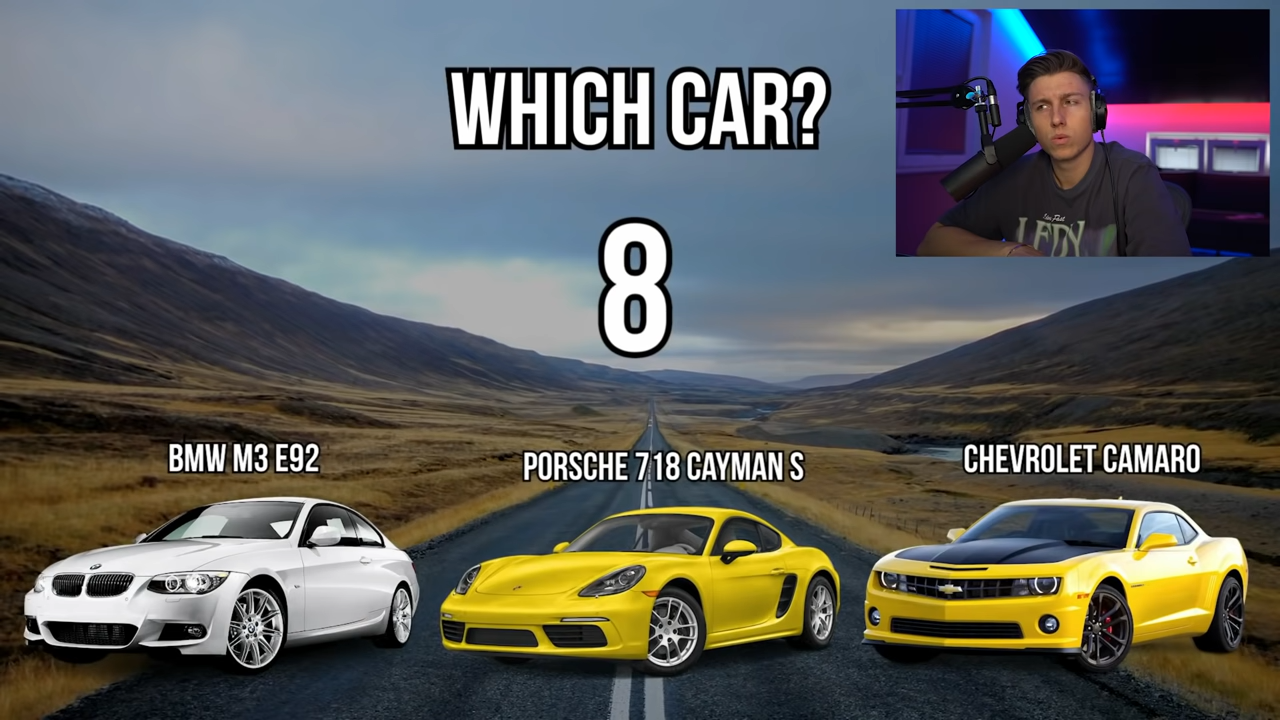 WHICH CAR?
8
BMW M3 E92
PORSCHE 718 CAYMAN S
CHEVROLET CAMARO